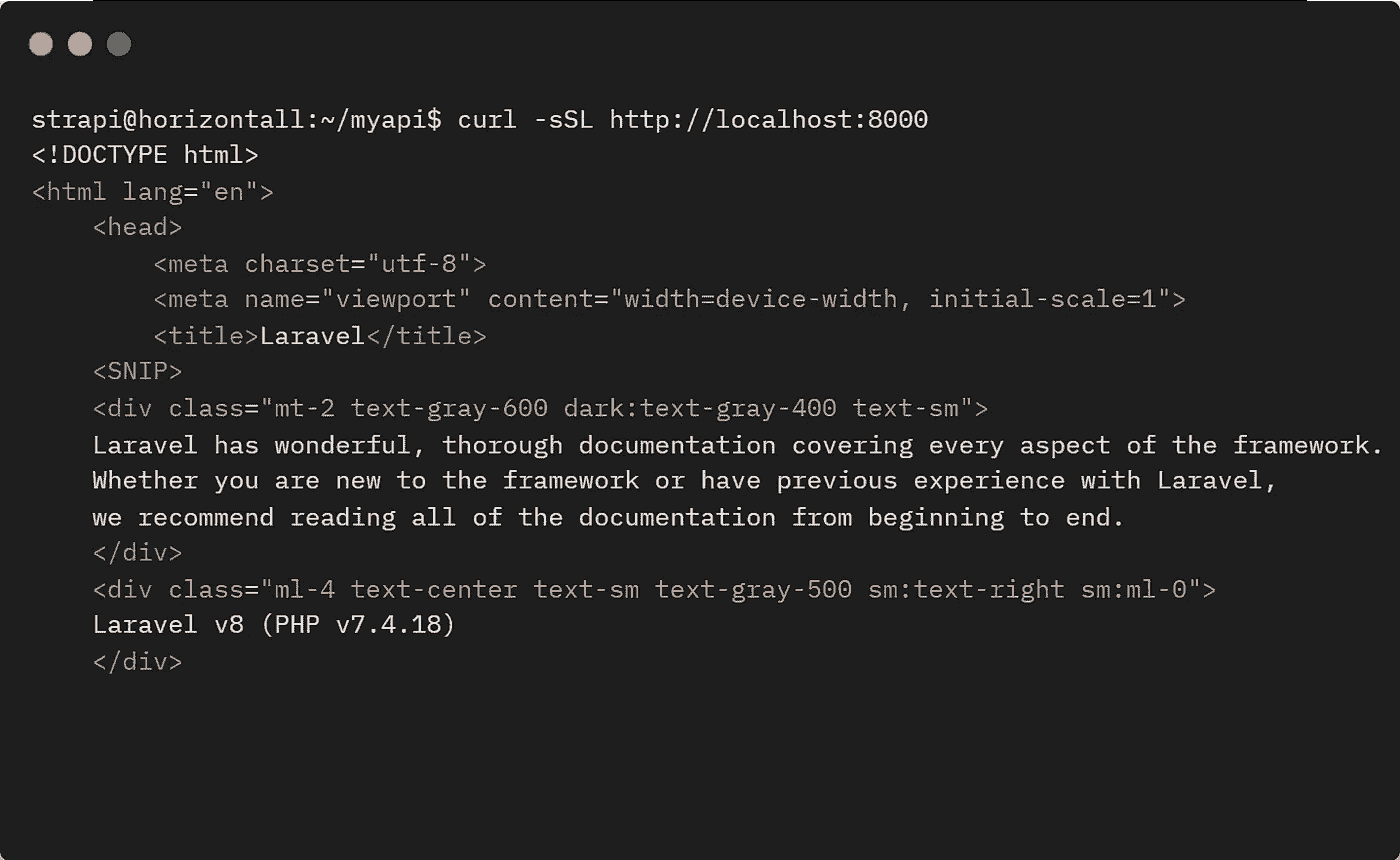 strapi@horizontall:~/myapi$ curl -sSL http://localhost:8000
<!DOCTYPE html>
<html lang="en">
    <head>
        <meta charset="utf-8">
        <meta name="viewport" content="width=device-width, initial-scale=1">
        <title>Laravel</title>
    <SNIP>
    <div class="mt-2 text-gray-600 dark:text-gray-400 text-sm">
    Laravel has wonderful, thorough documentation covering every aspect of the framework.
    Whether you are new to the framework or have previous experience with Laravel,
    we recommend reading all of the documentation from beginning to end.
    </div>
    <div class="ml-4 text-center text-sm text-gray-500 sm:text-right sm:ml-0">
    Laravel v8 (PHP v7.4.18)
    </div>